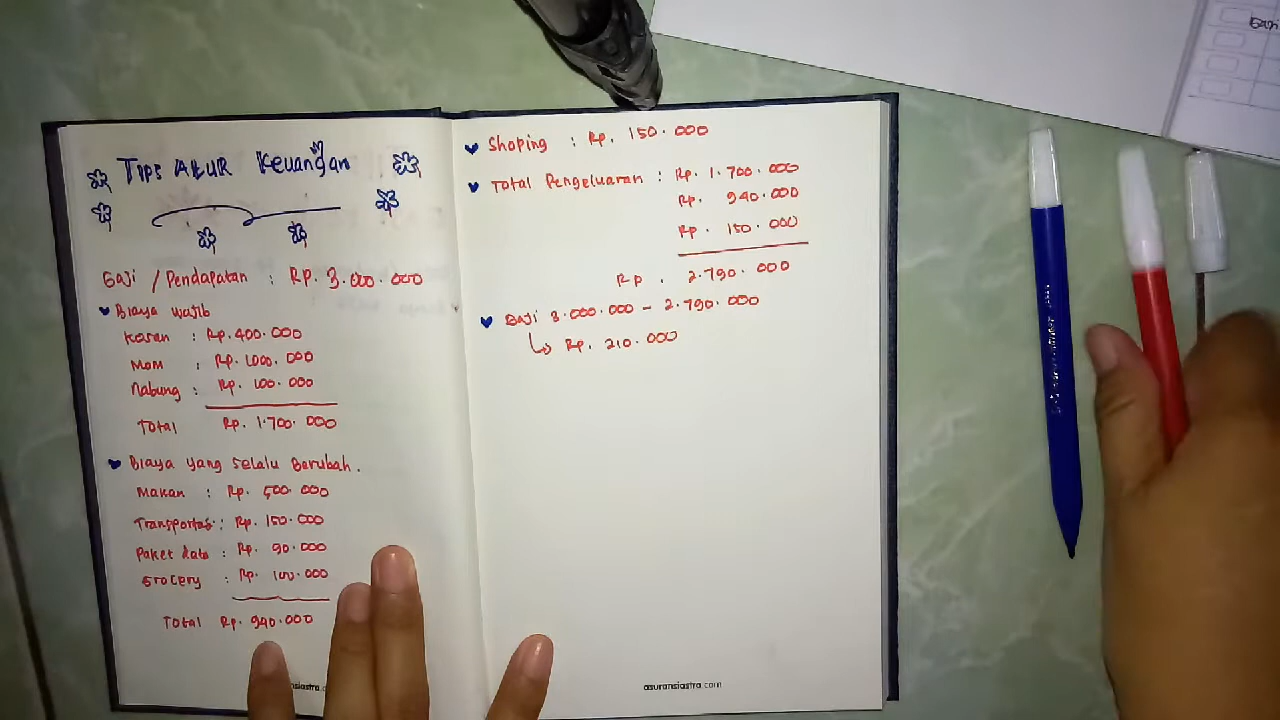 Tips Atur Keuangan
Gaji / Pendapatan : Rp. 3.000.000
Biaya wajib
Kosan : Rp. 400.000
Mom : Rp. 1.000.000
Nabung : Rp. 100.000
Total Rp. 1.700.000
Biaya yang selalu Berubah.
Makan : Rp. 500.000
Transportas : Rp. 150.000
Paket data : Rp. 90.000
Grocery : Rp. 100.000
Total Rp. 940.000
Shoping : Rp. 150.000
Total Pengeluaran : Rp. 1.700.000
Rp. 940.000
Rp. 150.000
Rp. 2.790.000
Gaji 3.000.000 - 2.790.000
Rp. 210.000
asuransiastra.com